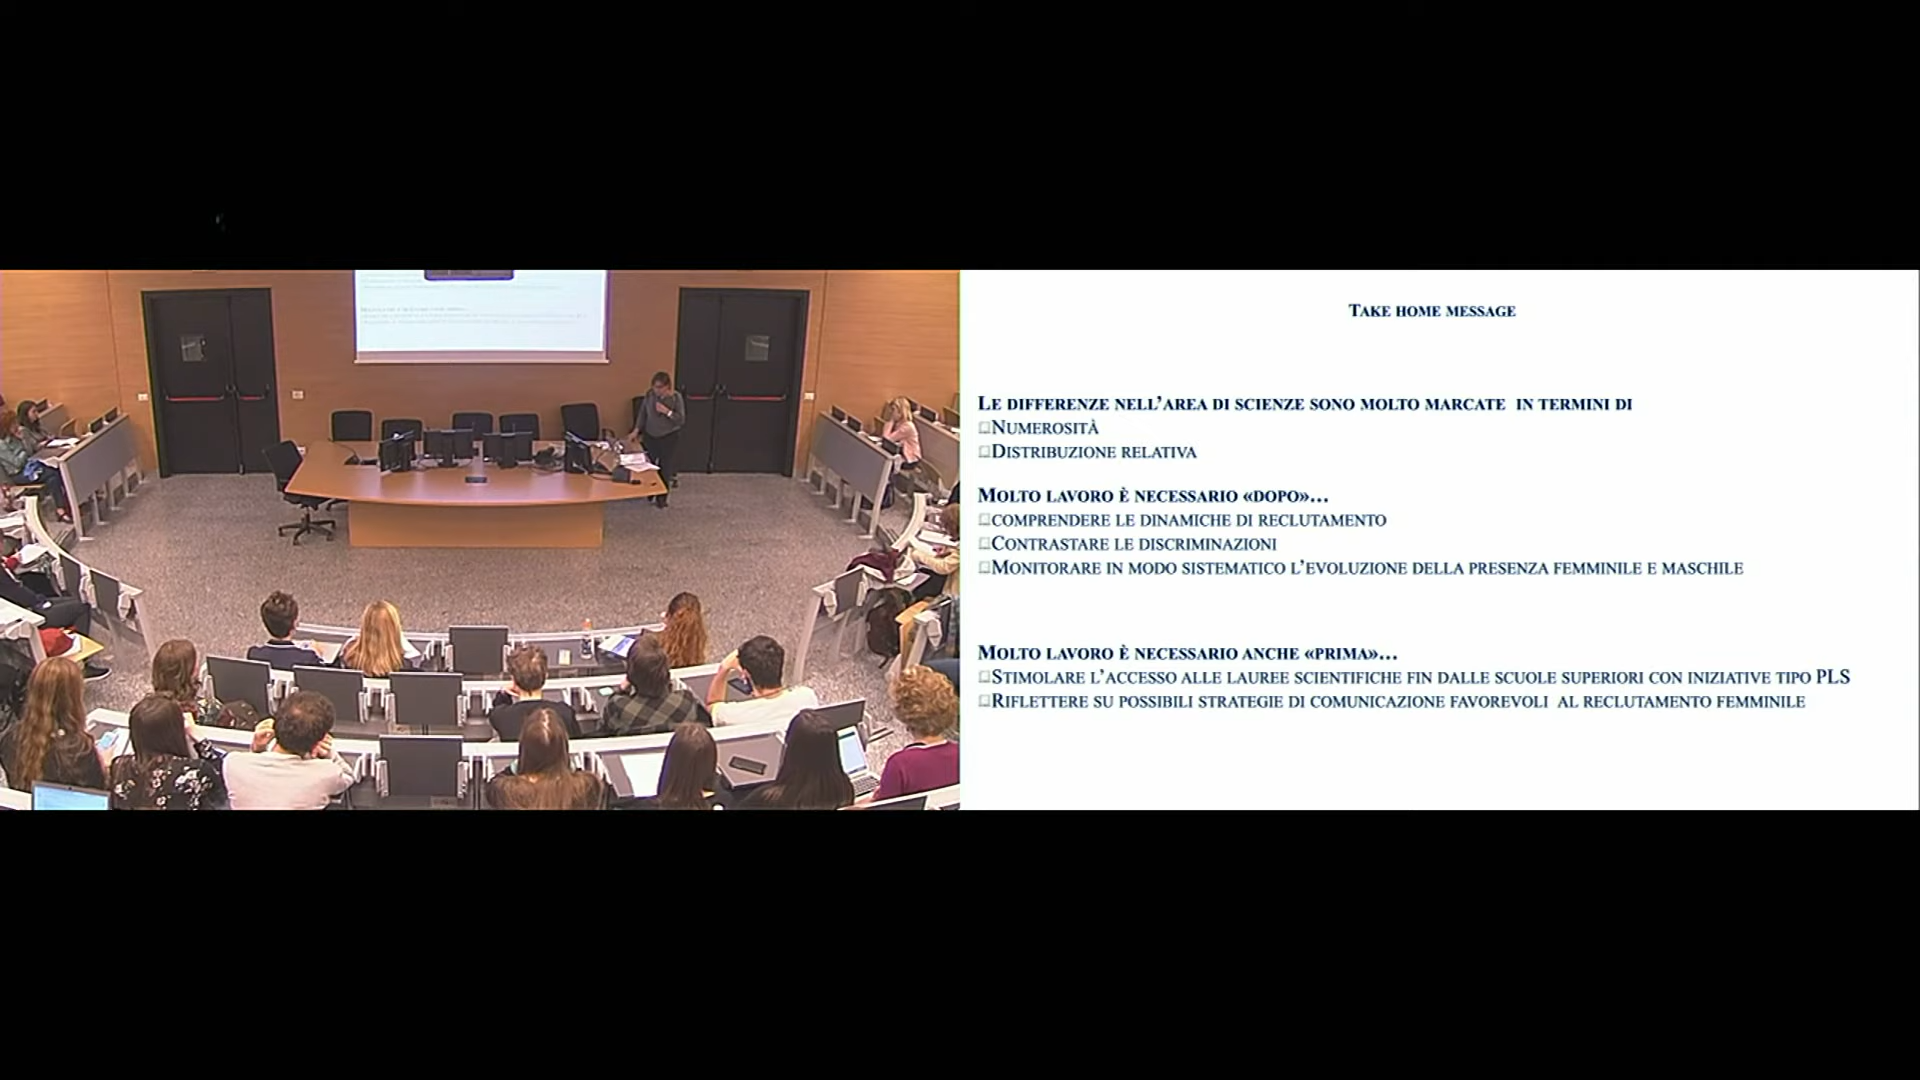 Take home message
Le differenze nell'area di scienze sono molto marcate in termini di
Numerosità
Distribuzione relativa
Molto lavoro è necessario «dopo»…
comprendere le dinamiche di reclutamento
Contrastare le discriminazioni
Monitorare in modo sistematico l'evoluzione della presenza femminile e maschile
Molto lavoro è necessario anche «prima»…
Stimolare l'accesso alle lauree scientifiche fin dalle scuole superiori con iniziative tipo PLS
Riflettere su possibili strategie di comunicazione favorevoli al reclutamento femminile